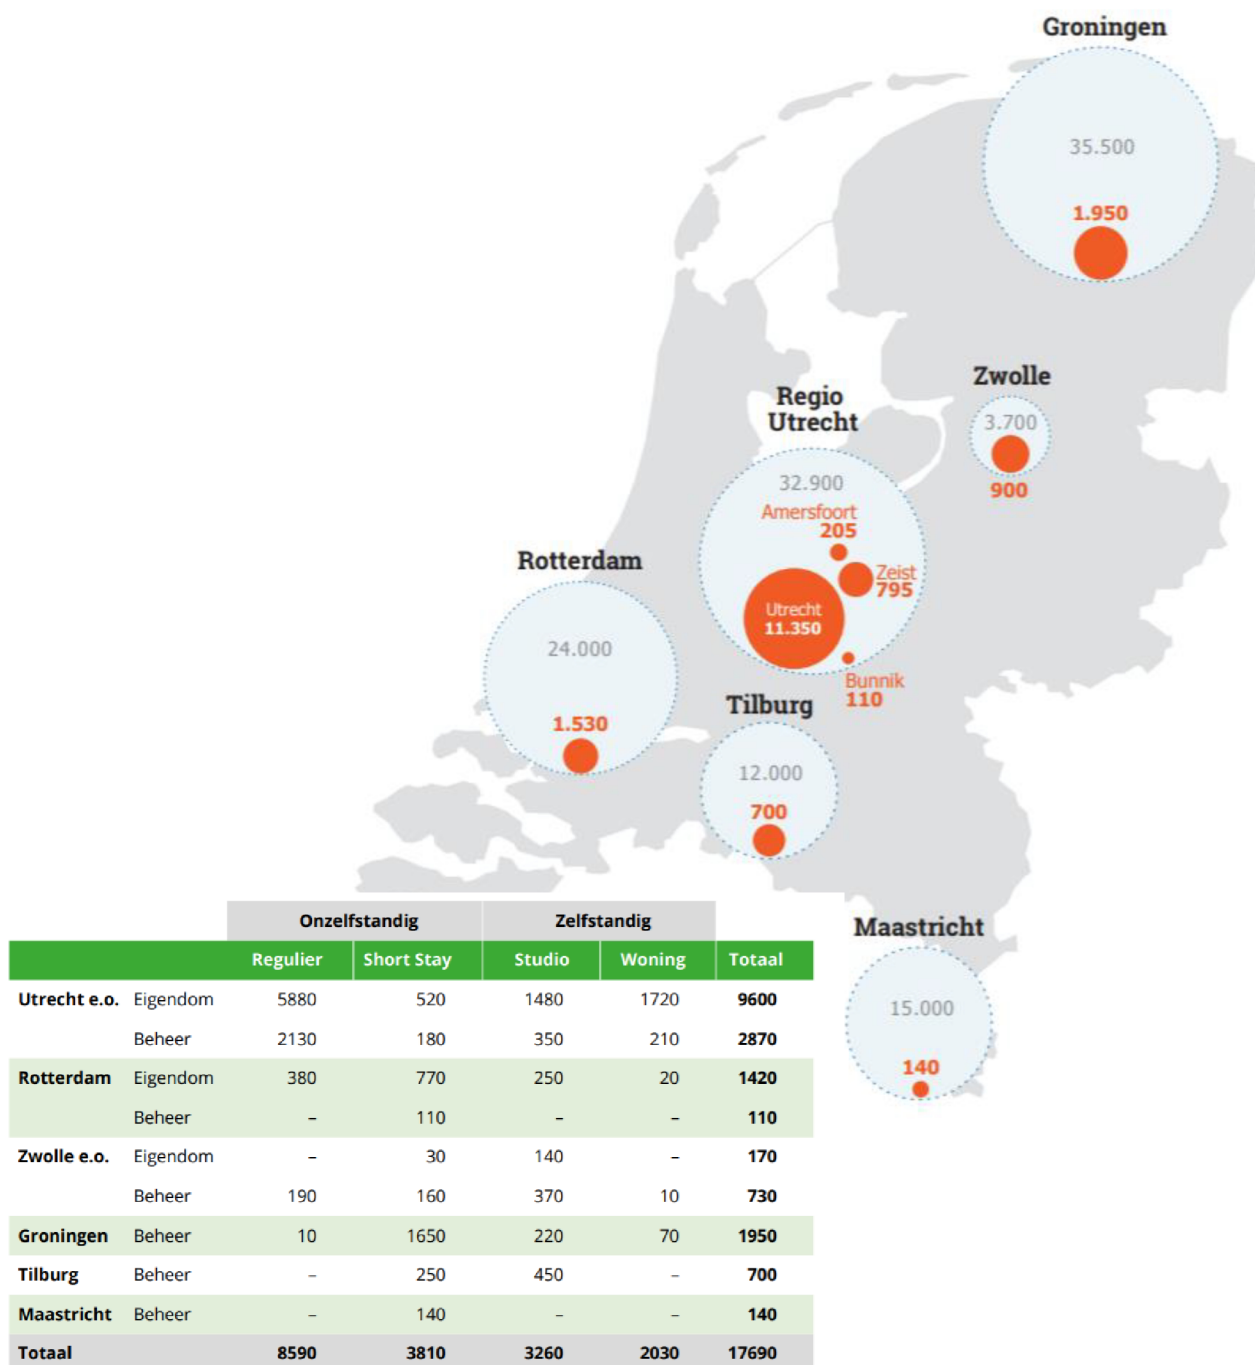 Groningen
35.500
1.950
Zwolle
3.700
900
Regio
Utrecht
32.900
Amersfoort
205
Zeist
795
Utrecht
11.350
Bunnik
110
Rotterdam
24.000
1.530
Tilburg
12.000
700
Maastricht
15.000
140
Onzelfstandig Zelfstandig
Regulier Short Stay Studio Woning Totaal
Utrecht e.o. Eigendom 5880 520 1480 1720 9600
Beheer 2130 180 350 210 2870
Rotterdam Eigendom 380 770 250 20 1420
Beheer – 110 – – 110
Zwolle e.o. Eigendom – 30 140 – 170
Beheer 190 160 370 10 730
Groningen Beheer 10 1650 220 70 1950
Tilburg Beheer – 250 450 – 700
Maastricht Beheer – 140 – – 140
Totaal 8590 3810 3260 2030 17690